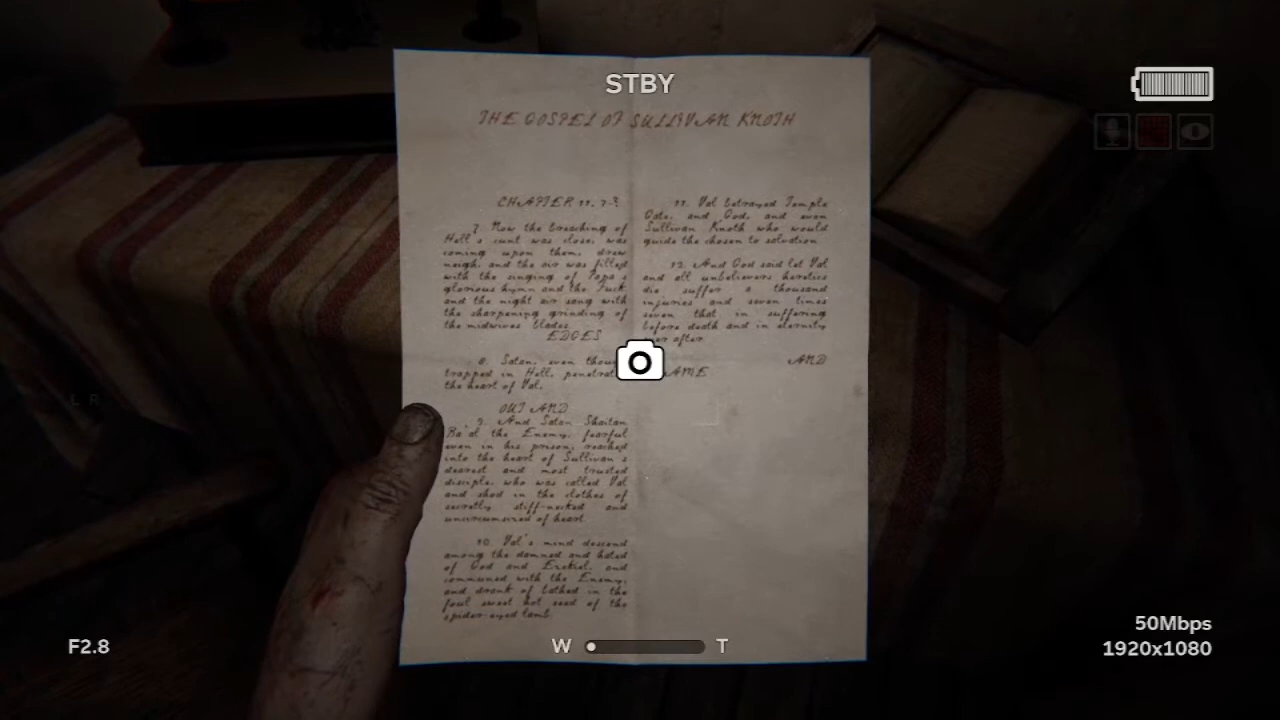 STBY
THE GOSPEL OF SULLIVAN KNOTH
CHAPTER 11. 7-3
7. Now the breaching of
Hell's cunt was close, was
coming upon them, drew
neigh, and the air was filled
with the singing of Papa's
glorious hymn and the Fuck
and the night air sang with
the sharpening grinding of
the midwives blades.
EDGES
8. Satan, even though
trapped in Hell, penetrat
the heart of Val.
OUT AND
9. And Satan Shaitan
Ba'al the Enemy, fearful
even in his prison, reached
into the heart of Sullivan's
dearest and most trusted
disciple, who was called Val
and shod in the clothes of
secretly stiff-necked and
uncircumcised of heart.
10. Val's mind descend
among the damned and hated
of God and Ezekiel, and
communed with the Enemy,
and drank of bathed in the
foul sweet hot seed of the
spider-eyed lamb.
11. Val betrayed Temple
Gate, and God, and even
Sullivan Knoth who would
guide the chosen to salvation
12. And God said let Val
and all unbelievers heretics
die suffer a thousand
injuries and seven times
seven that in suffering
before death and in eternity
ever after.
AND
AME
L R
F2.8
W T
50Mbps
1920x1080